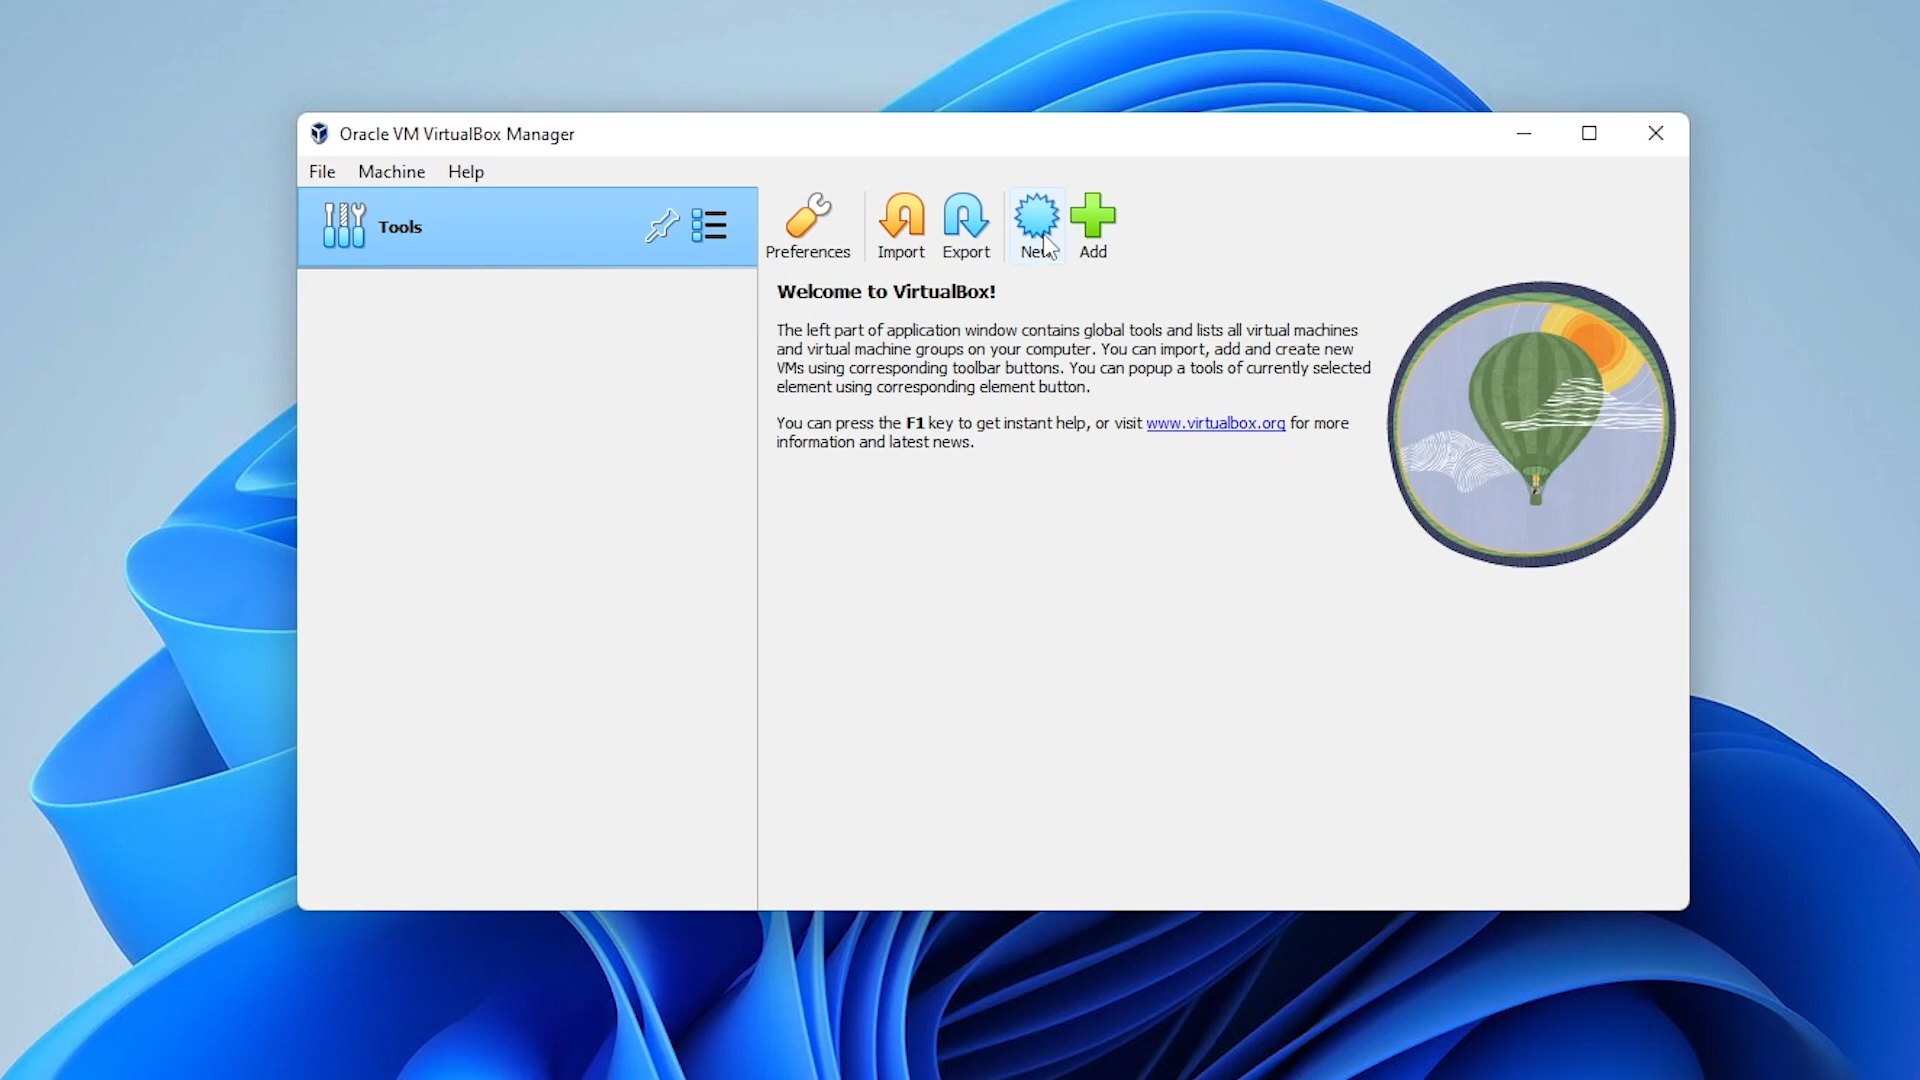 Oracle VM VirtualBox Manager
File Machine Help
Tools
Preferences Import Export New Add
Welcome to VirtualBox!
The left part of application window contains global tools and lists all virtual machines
and virtual machine groups on your computer. You can import, add and create new
VMs using corresponding toolbar buttons. You can popup a tools of currently selected
element using corresponding element button.
You can press the F1 key to get instant help, or visit www.virtualbox.org for more
information and latest news.